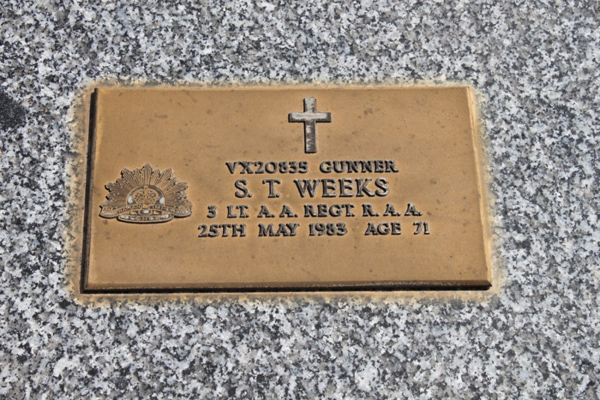 VX20835 GUNNER
S. T. WEEKS
3 LT. A. A. REGT. R. A. A.
25TH MAY 1983 AGE 71